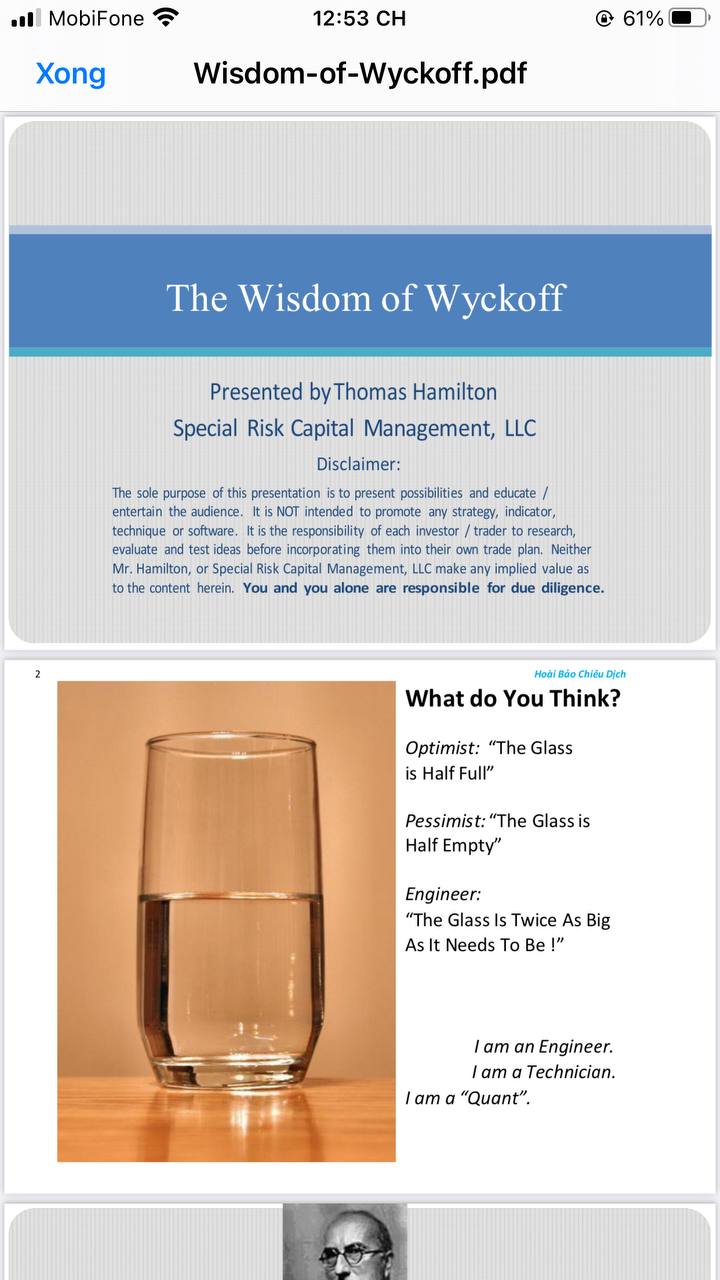 MobiFone 12:53 CH 61%
Xong Wisdom-of-Wyckoff.pdf
The Wisdom of Wyckoff
Presented by Thomas Hamilton
Special Risk Capital Management, LLC
Disclaimer:
The sole purpose of this presentation is to present possibilities and educate /
entertain the audience. It is NOT intended to promote any strategy, indicator,
technique or software. It is the responsibility of each investor / trader to research,
evaluate and test ideas before incorporating them into their own trade plan. Neither
Mr. Hamilton, or Special Risk Capital Management, LLC make any implied value as
to the content herein. You and you alone are responsible for due diligence.
2
Hoài Bảo Chiêu Dịch
What do You Think?
Optimist: “The Glass
is Half Full”
Pessimist: “The Glass is
Half Empty”
Engineer:
“The Glass Is Twice As Big
As It Needs To Be !”
I am an Engineer.
I am a Technician.
I am a “Quant”.